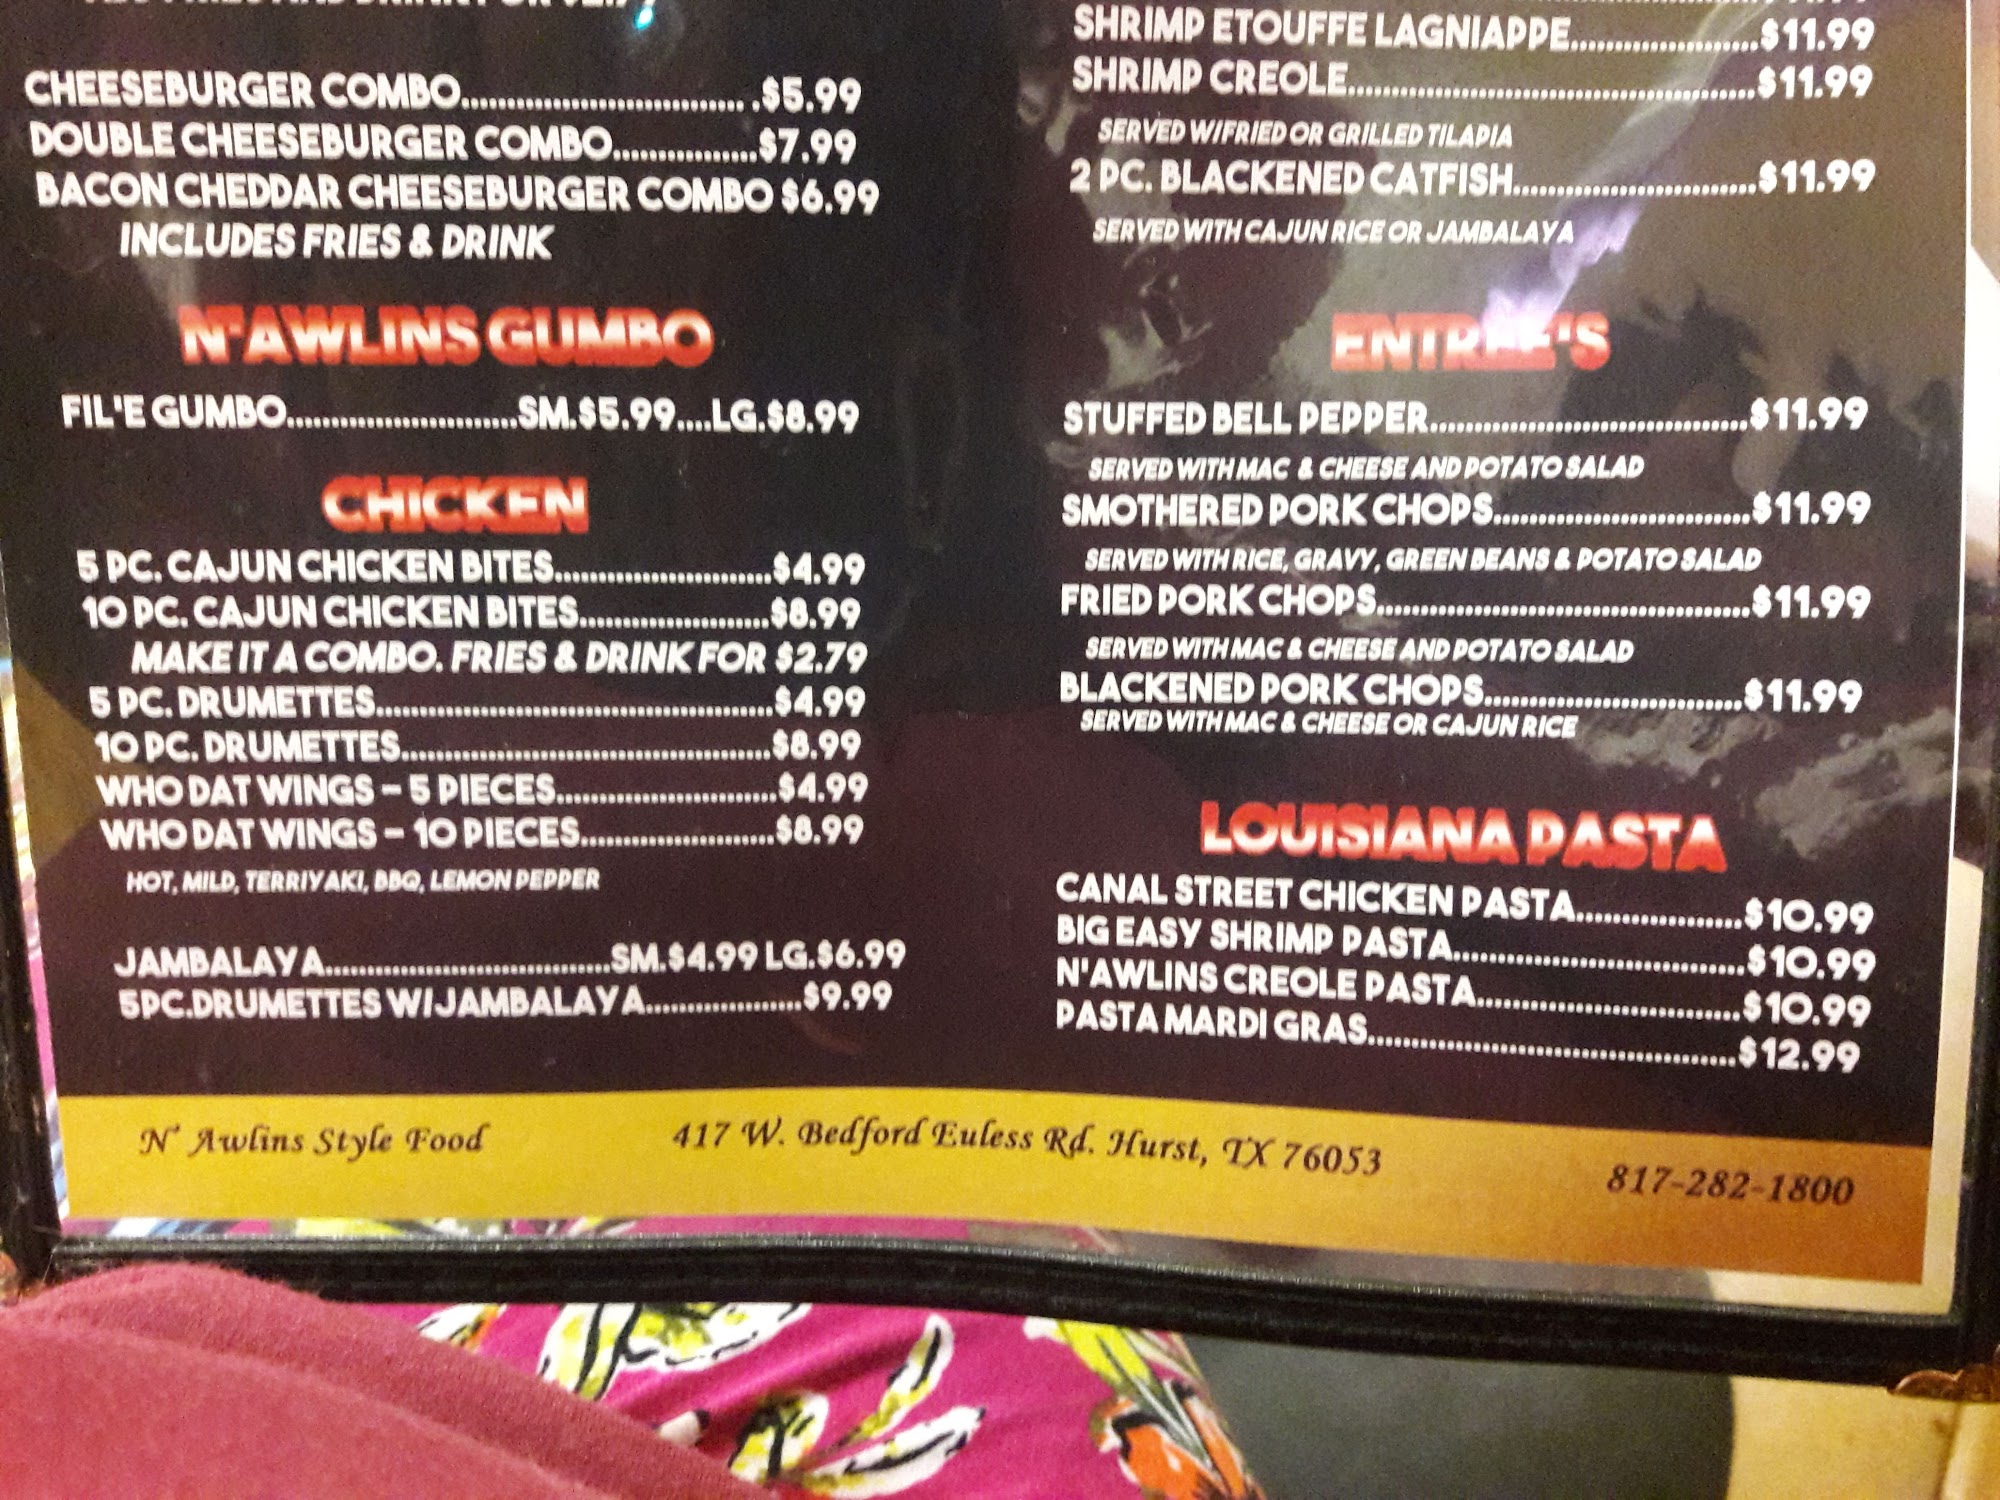 CHEESEBURGER COMBO............................... .$5.99
DOUBLE CHEESEBURGER COMBO................$7.99
BACON CHEDDAR CHEESEBURGER COMBO $6.99
INCLUDES FRIES & DRINK
N'AWLINS GUMBO
FIL'E GUMBO.........................SM.$5.99....LG.$8.99
CHICKEN
5 PC. CAJUN CHICKEN BITES........................$4.99
10 PC. CAJUN CHICKEN BITES.....................$8.99
MAKE IT A COMBO. FRIES & DRINK FOR $2.79
5 PC. DRUMETTES............................................$4.99
10 PC. DRUMETTES.........................................$8.99
WHO DAT WINGS - 5 PIECES........................$4.99
WHO DAT WINGS - 10 PIECES.....................$8.99
HOT, MILD, TERRIYAKI, BBQ, LEMON PEPPER
JAMBALAYA...............................SM.$4.99 LG.$6.99
5PC.DRUMETTES W/JAMBALAYA.................$9.99
SHRIMP ETOUFFE LAGNIAPPE.....................$11.99
SHRIMP CREOLE.............................................$11.99
SERVED W/FRIED OR GRILLED TILAPIA
2 PC. BLACKENED CATFISH...........................$11.99
SERVED WITH CAJUN RICE OR JAMBALAYA
ENTREE'S
STUFFED BELL PEPPER...................................$11.99
SERVED WITH MAC & CHEESE AND POTATO SALAD
SMOTHERED PORK CHOPS............................$11.99
SERVED WITH RICE, GRAVY, GREEN BEANS & POTATO SALAD
FRIED PORK CHOPS.........................................$11.99
SERVED WITH MAC & CHEESE AND POTATO SALAD
BLACKENED PORK CHOPS............................$11.99
SERVED WITH MAC & CHEESE OR CAJUN RICE
LOUISIANA PASTA
CANAL STREET CHICKEN PASTA..................$10.99
BIG EASY SHRIMP PASTA................................$10.99
N'AWLINS CREOLE PASTA.............................$10.99
PASTA MARDI GRAS.........................................$12.99
N' Awlins Style Food
417 W. Bedford Euless Rd. Hurst, TX 76053
817-282-1800